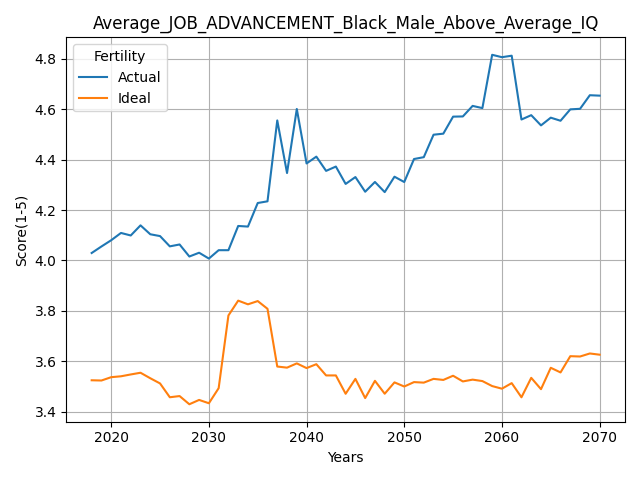 Average_JOB_ADVANCEMENT_Black_Male_Above_Average_IQ
Fertility
Actual
Ideal
Score(1-5)
4.8
4.6
4.4
4.2
4.0
3.8
3.6
3.4
2020 2030 2040 2050 2060 2070
Years